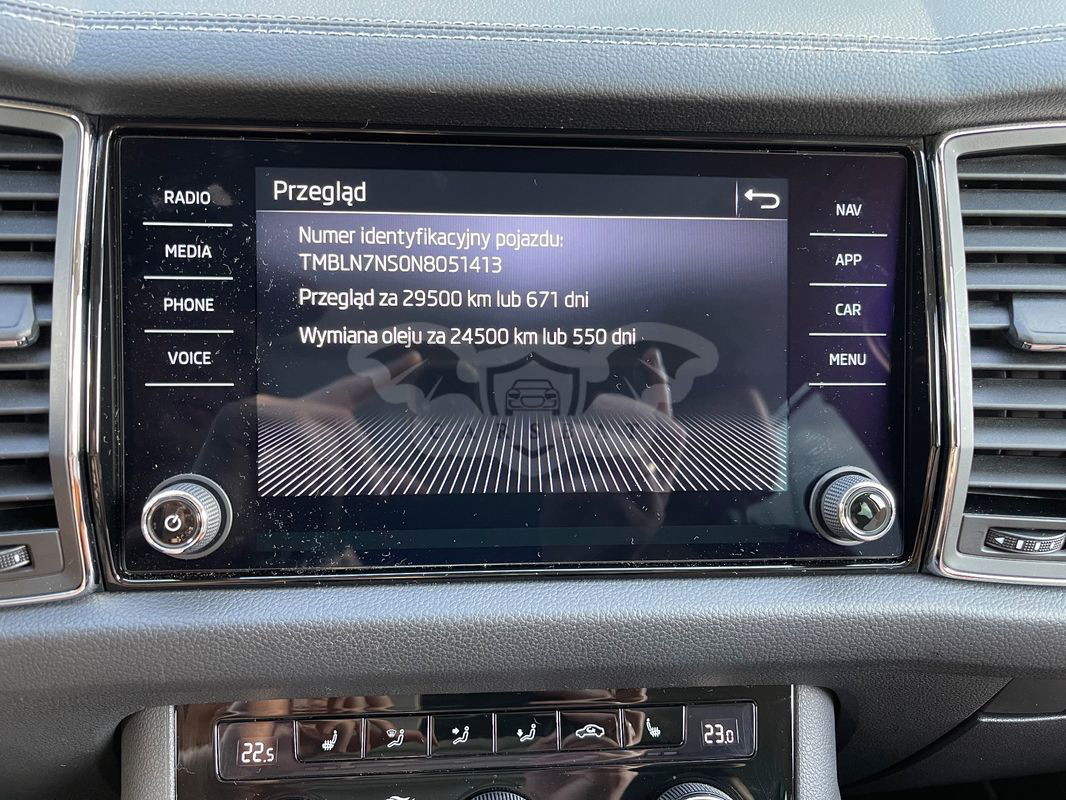 Przegląd
Numer identyfikacyjny pojazdu:
TMBLN7NS0N8051413
Przegląd za 29500 km lub 671 dni
Wymiana oleju za 24500 km lub 550 dni
RADIO
MEDIA
PHONE
VOICE
NAV
APP
CAR
MENU
22.5
23.0